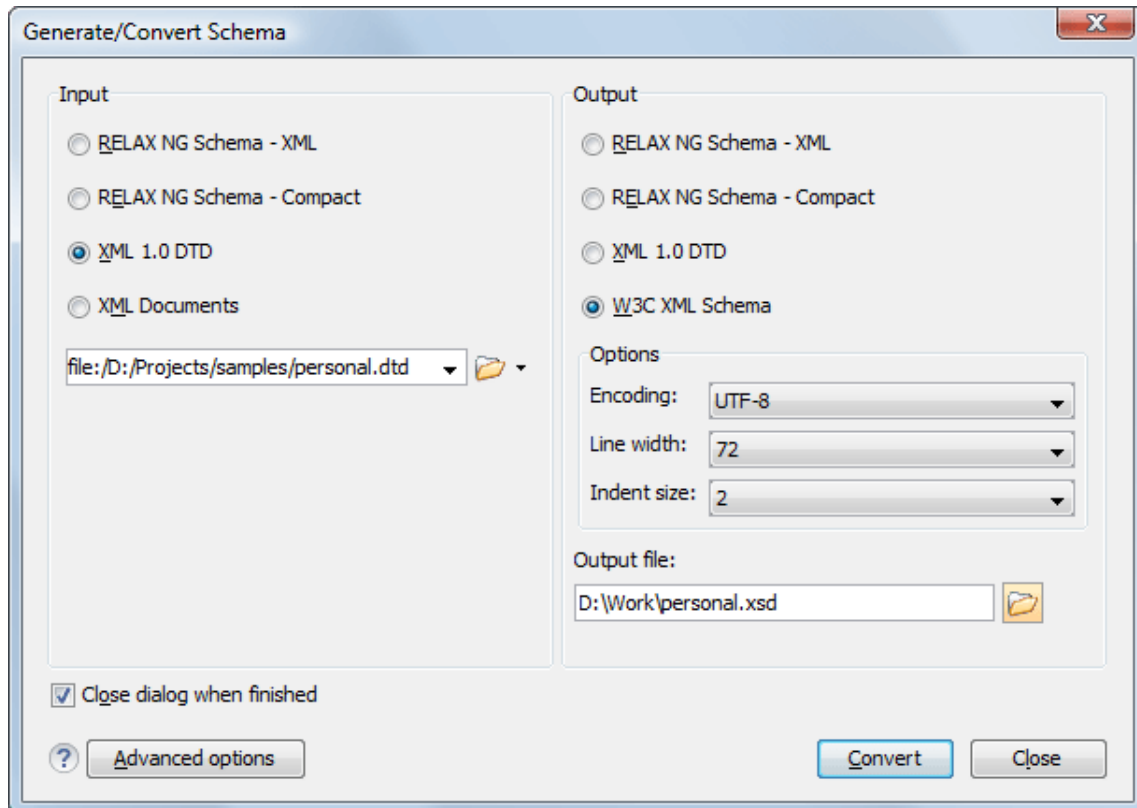 Generate/Convert Schema
Input
RELAX NG Schema - XML
RELAX NG Schema - Compact
XML 1.0 DTD
XML Documents
file:/D:/Projects/samples/personal.dtd
Output
RELAX NG Schema - XML
RELAX NG Schema - Compact
XML 1.0 DTD
W3C XML Schema
Options
Encoding: UTF-8
Line width: 72
Indent size: 2
Output file:
D:\Work\personal.xsd
Close dialog when finished
? Advanced options Convert Close